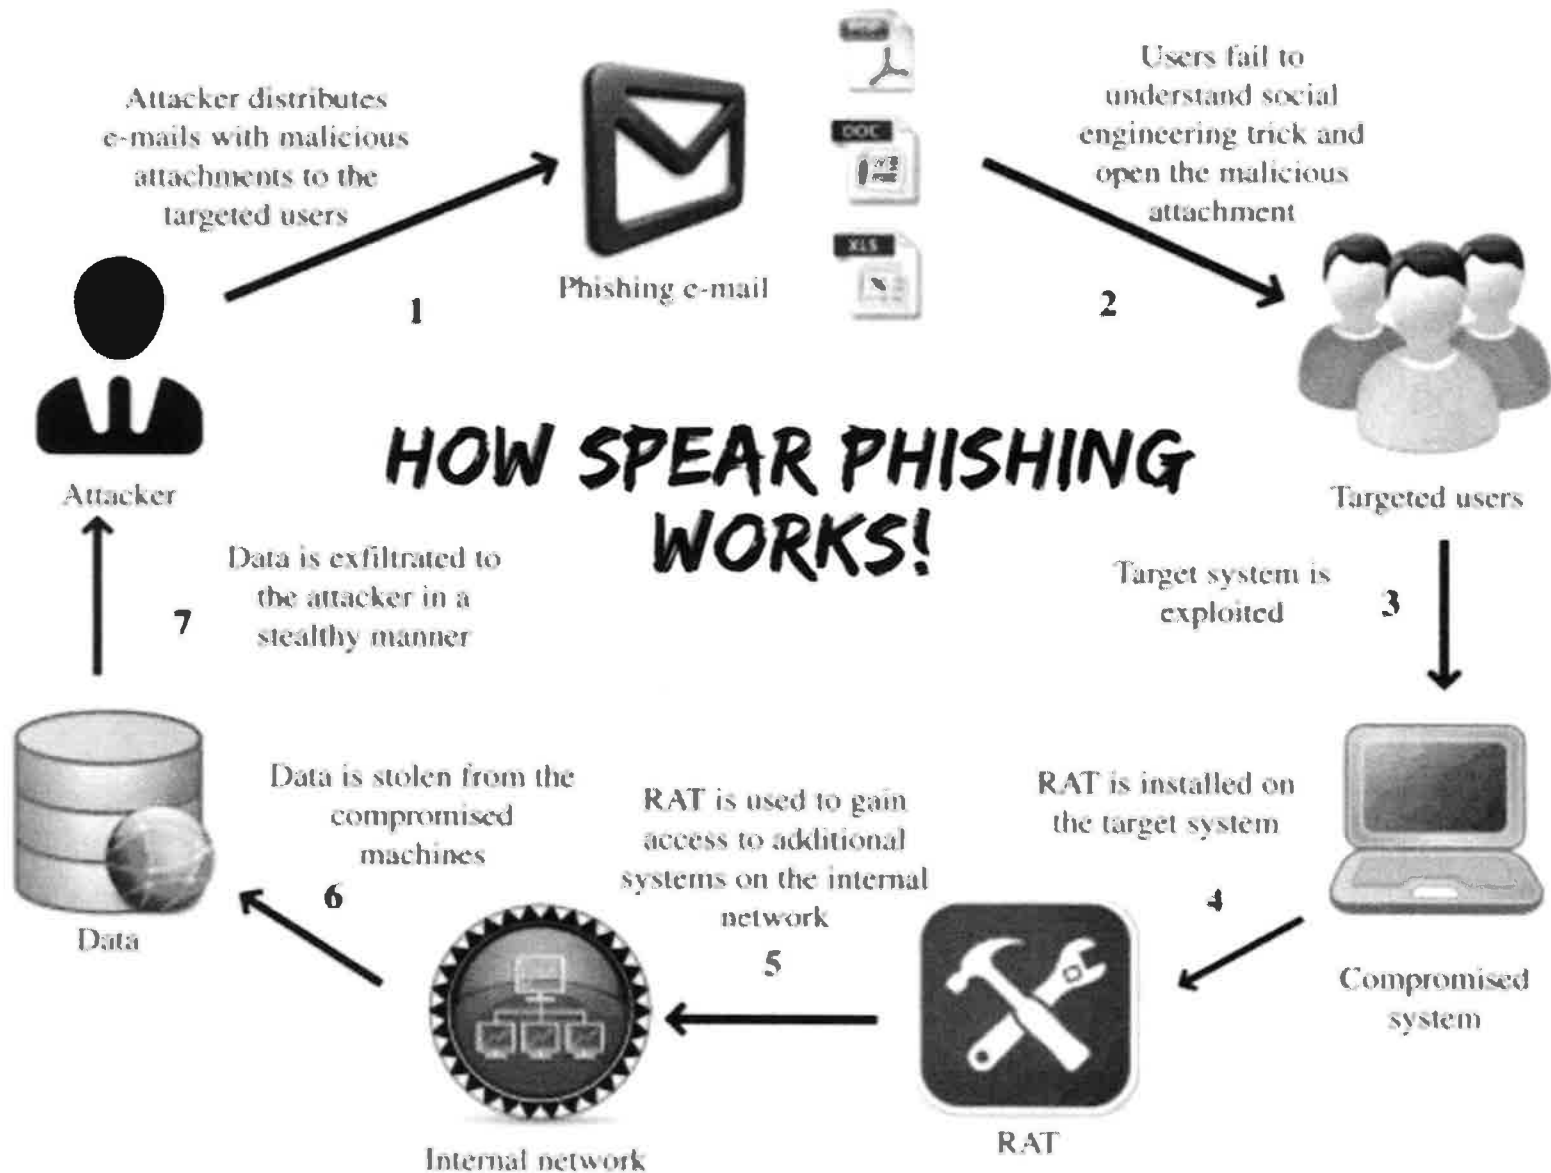 Attacker distributes
e-mails with malicious
attachments to the
targeted users
1
Phishing e-mail
DOC
XLS
Users fail to
understand social
engineering trick and
open the malicious
attachment
2
Attacker
HOW SPEAR PHISHING
WORKS!
Targeted users
Target system is
exploited
3
Data is exfiltrated to
the attacker in a
stealthy manner
7
RAT is installed on
the target system
4
Compromised
system
RAT is used to gain
access to additional
systems on the internal
network
5
Data is stolen from the
compromised
machines
6
Data
RAT
Internal network